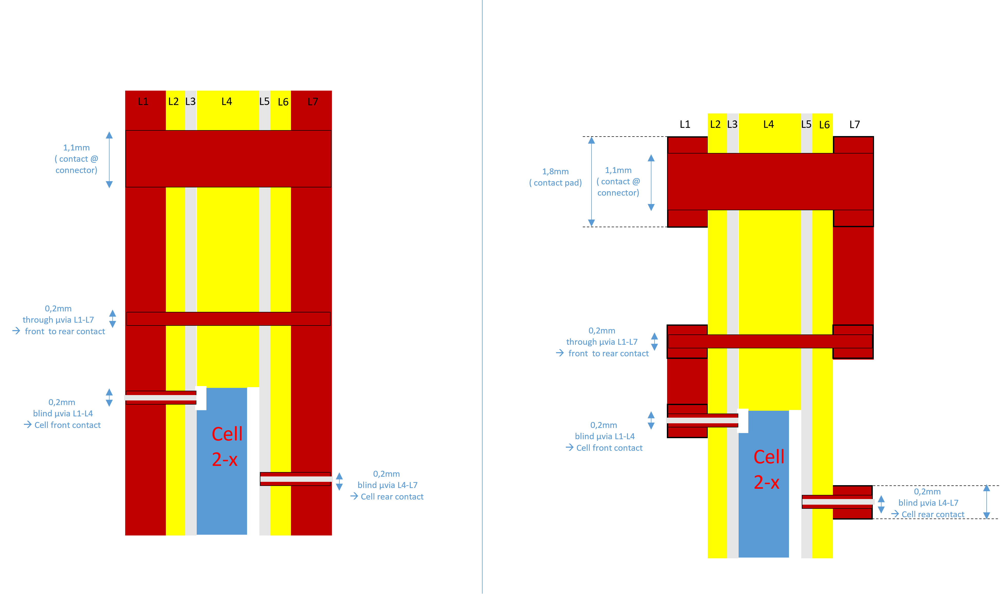 L1
L2
L3
L4
L5
L6
L7
1,1mm
( contact @
connector)
0,2mm
through µvia L1-L7
→ front to rear contact
0,2mm
blind µvia L1-L4
→ Cell front contact
Cell
2-x
0,2mm
blind µvia L4-L7
→ Cell rear contact
L1
L2
L3
L4
L5
L6
L7
1,8mm
( contact pad)
1,1mm
( contact @
connector)
0,2mm
through µvia L1-L7
→ front to rear contact
0,2mm
blind µvia L1-L4
→ Cell front contact
Cell
2-x
0,2mm
blind µvia L4-L7
→ Cell rear contact